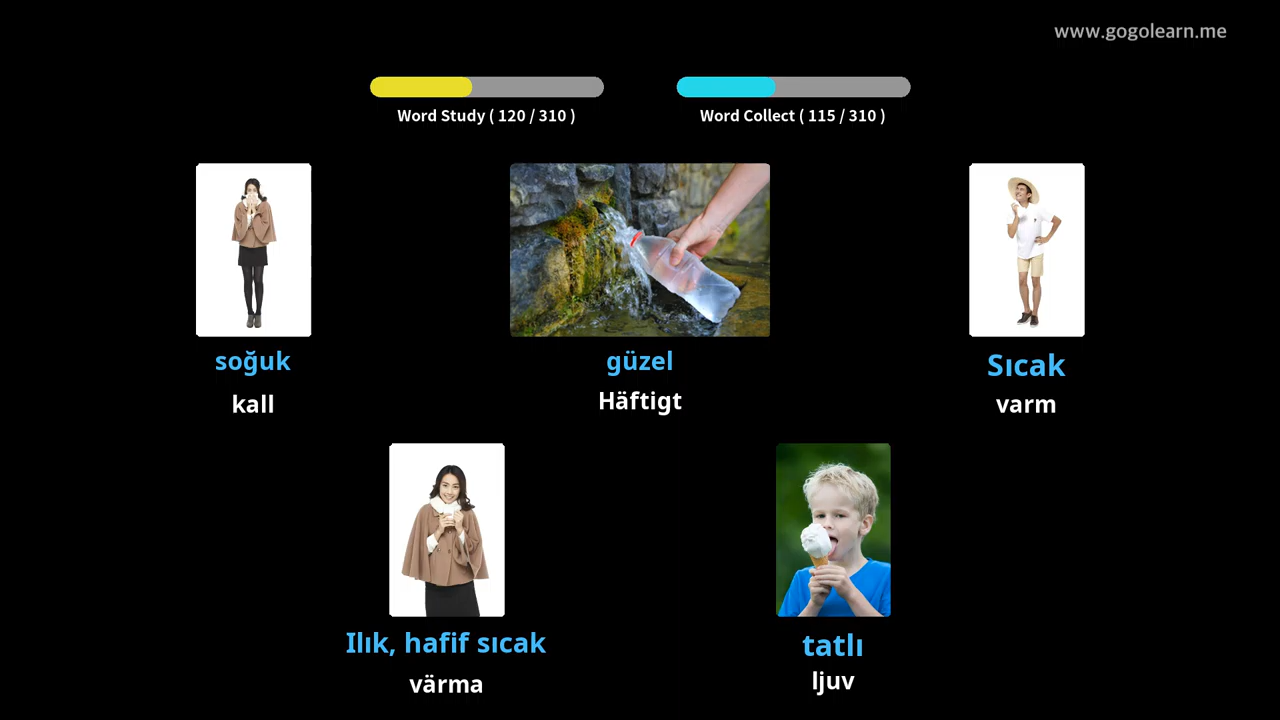 www.gogolearn.me
Word Study ( 120 / 310 )
Word Collect ( 115 / 310 )
soğuk
kall
güzel
Häftigt
Sıcak
varm
Ilık, hafif sıcak
värma
tatlı
ljuv